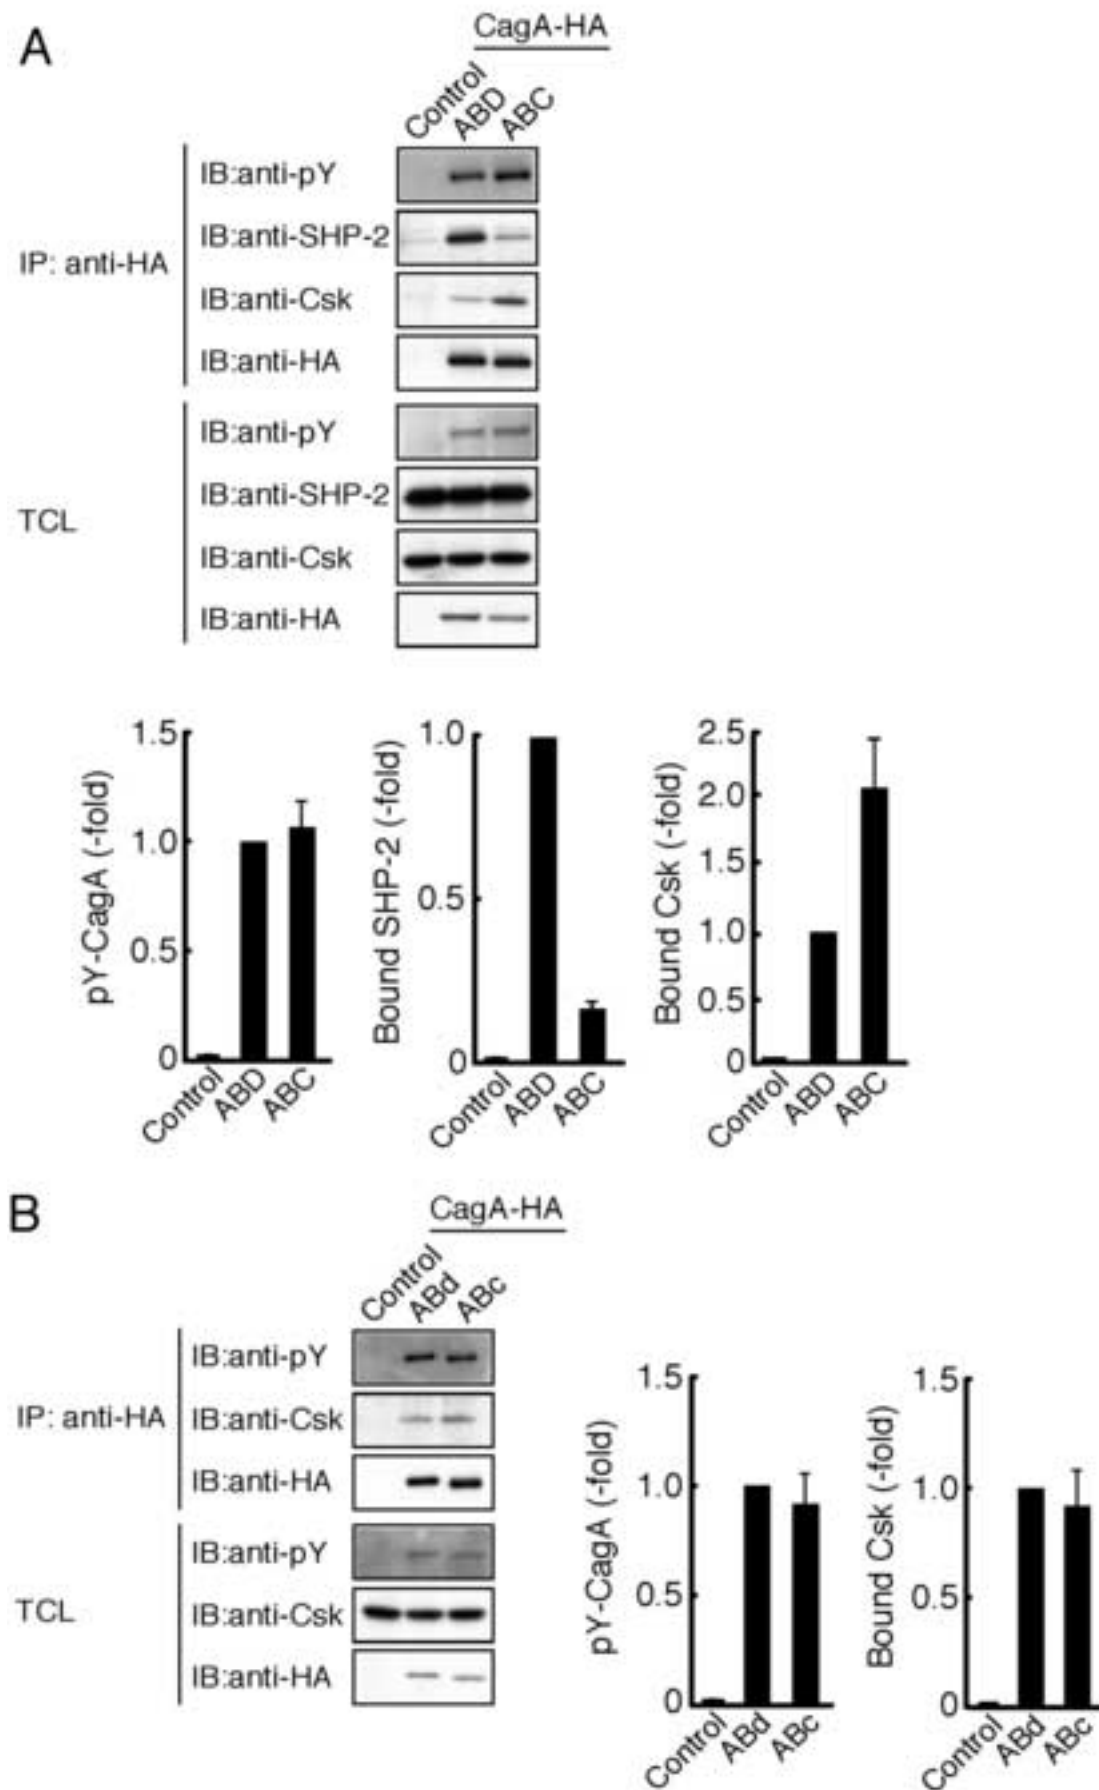 A
CagA-HA
Control
ABD
ABC
IP: anti-HA
IB:anti-pY
IB:anti-SHP-2
IB:anti-Csk
IB:anti-HA
TCL
IB:anti-pY
IB:anti-SHP-2
IB:anti-Csk
IB:anti-HA
pY-CagA (-fold)
1.5
1.0
0.5
0
Control
ABD
ABC
Bound SHP-2 (-fold)
1.0
0.5
0
Control
ABD
ABC
Bound Csk (-fold)
2.5
2.0
1.5
1.0
0.5
0
Control
ABD
ABC
B
CagA-HA
Control
ABd
ABc
IP: anti-HA
IB:anti-pY
IB:anti-Csk
IB:anti-HA
TCL
IB:anti-pY
IB:anti-Csk
IB:anti-HA
pY-CagA (-fold)
1.5
1.0
0.5
0
Control
ABd
ABc
Bound Csk (-fold)
1.5
1.0
0.5
0
Control
ABd
ABc